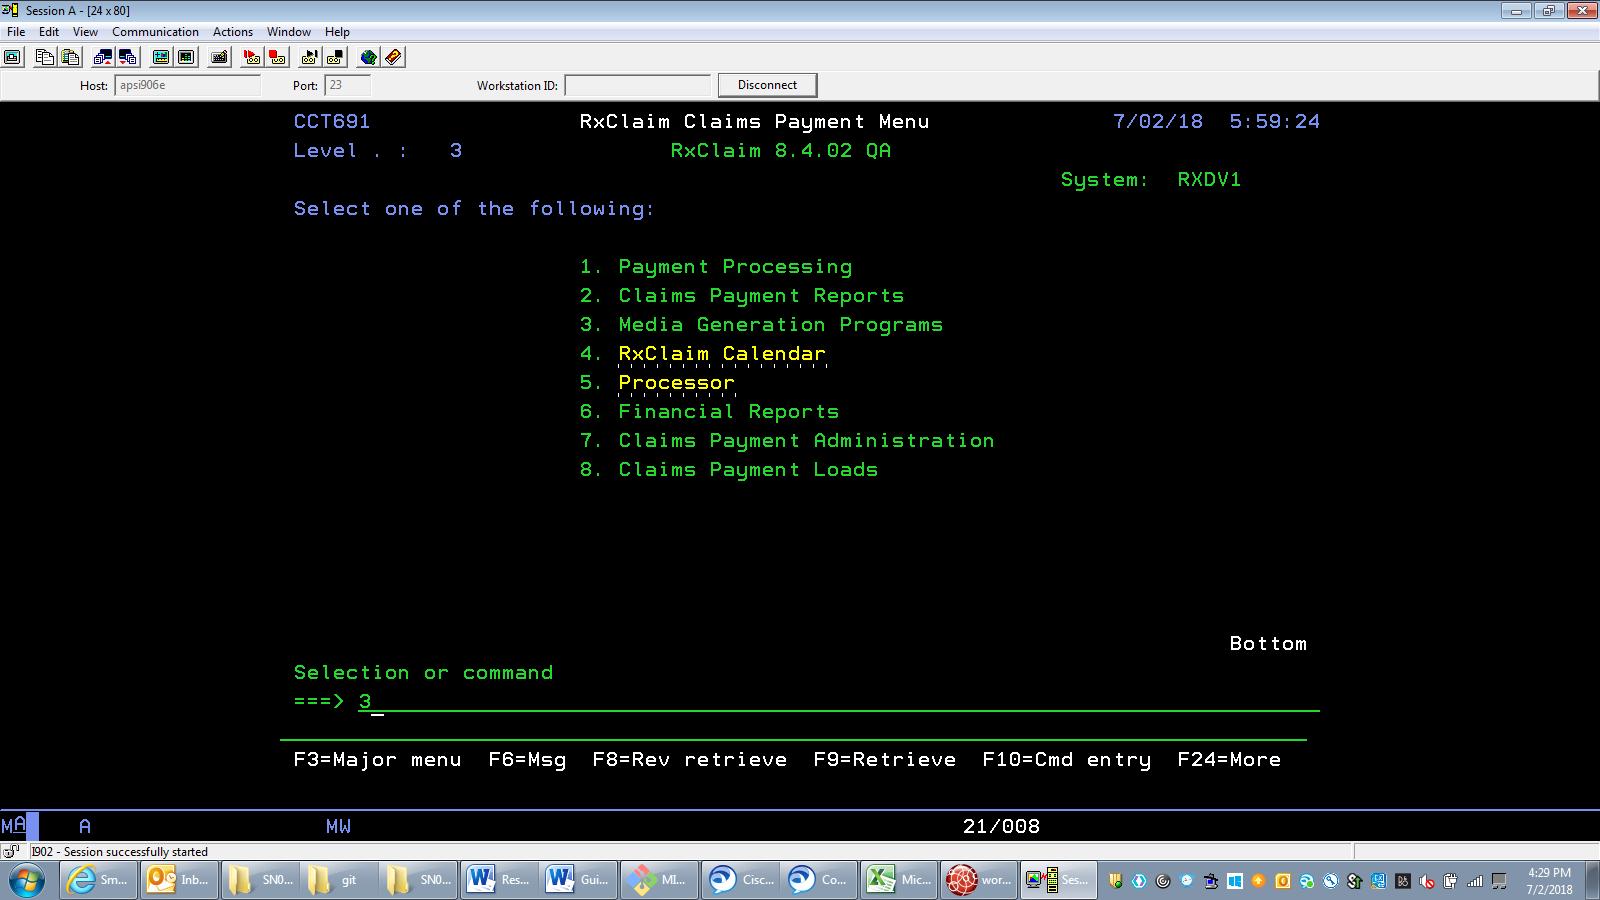 Session A - [24 x 80]
File Edit View Communication Actions Window Help
Host: apsi906e Port: 23 Workstation ID: Disconnect
CCT691 RxClaim Claims Payment Menu 7/02/18 5:59:24
Level . : 3 RxClaim 8.4.02 QA
System: RXDV1
Select one of the following:
1. Payment Processing
2. Claims Payment Reports
3. Media Generation Programs
4. RxClaim Calendar
5. Processor
6. Financial Reports
7. Claims Payment Administration
8. Claims Payment Loads
Bottom
Selection or command
===> 3
F3=Major menu F6=Msg F8=Rev retrieve F9=Retrieve F10=Cmd entry F24=More
MA A MW 21/008
I902 - Session successfully started
Sm... Inb... SN0... git SN0... Res... Gui... MI... Cisc... Co... Mic... wor... Ses... 4:29 PM
7/2/2018